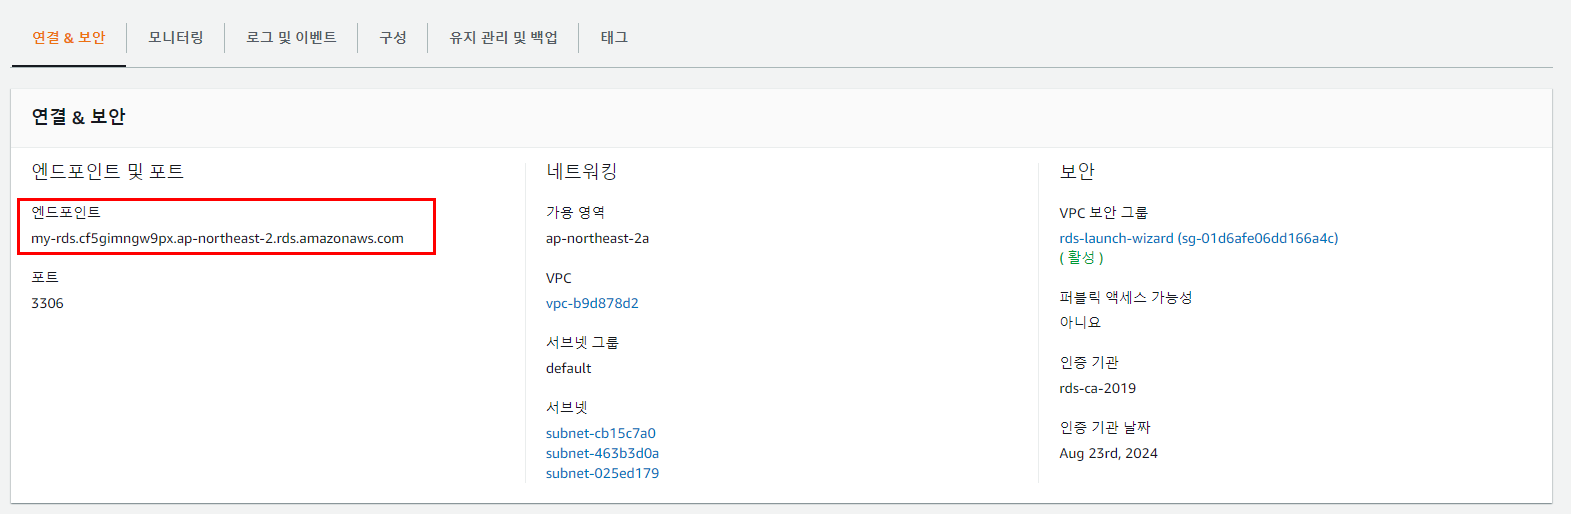 연결 & 보안
모니터링
로그 및 이벤트
구성
유지 관리 및 백업
태그
연결 & 보안
엔드포인트 및 포트
엔드포인트
my-rds.cf5gimngw9px.ap-northeast-2.rds.amazonaws.com
포트
3306
네트워킹
가용 영역
ap-northeast-2a
VPC
vpc-b9d878d2
서브넷 그룹
default
서브넷
subnet-cb15c7a0
subnet-463b3d0a
subnet-025ed179
보안
VPC 보안 그룹
rds-launch-wizard (sg-01d6afe06dd166a4c)
( 활성 )
퍼블릭 액세스 가능성
아니요
인증 기관
rds-ca-2019
인증 기관 날짜
Aug 23rd, 2024